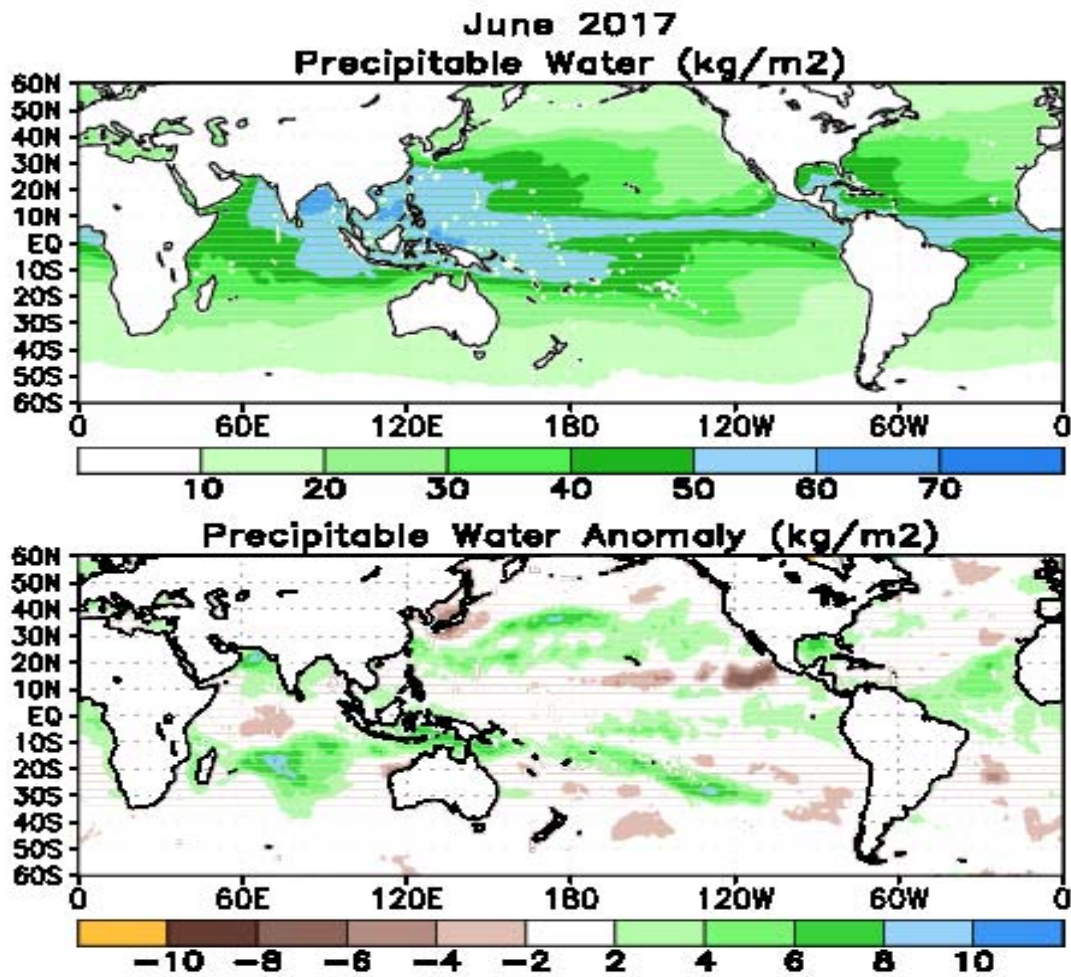 June 2017
Precipitable Water (kg/m2)
60N
50N
40N
30N
20N
10N
EQ
10S
20S
30S
40S
50S
60S
0 60E 120E 180 120W 60W 0
10 20 30 40 50 60 70
Precipitable Water Anomaly (kg/m2)
60N
50N
40N
30N
20N
10N
EQ
10S
20S
30S
40S
50S
60S
0 60E 120E 180 120W 60W 0
-10 -8 -6 -4 -2 2 4 6 8 10